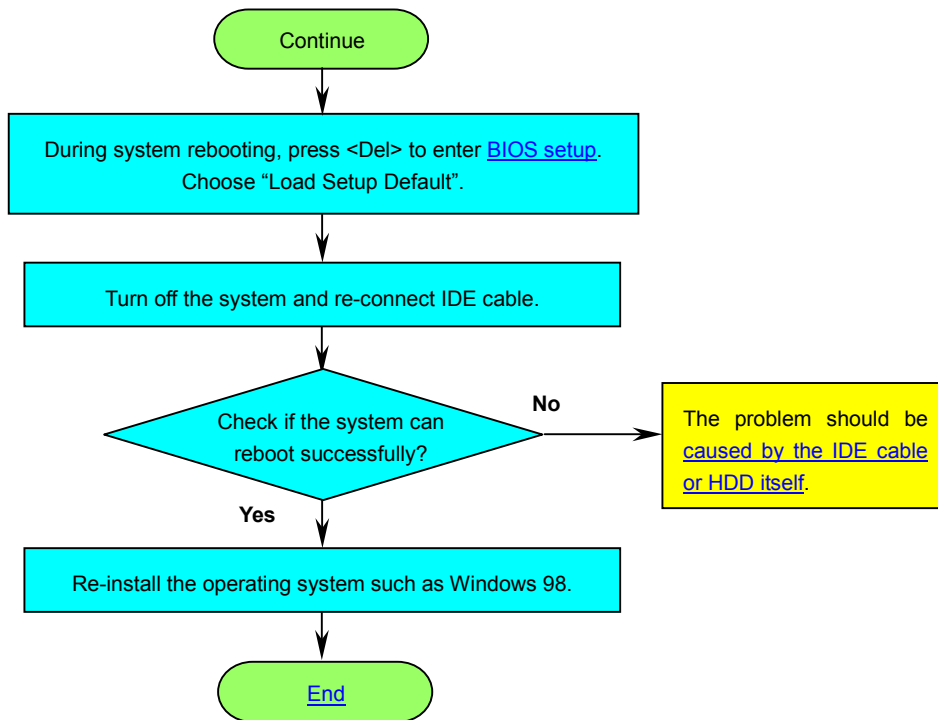 Continue
During system rebooting, press <Del> to enter BIOS setup.
Choose “Load Setup Default”.
Turn off the system and re-connect IDE cable.
Check if the system can
reboot successfully?
No
The problem should be
caused by the IDE cable
or HDD itself.
Yes
Re-install the operating system such as Windows 98.
End